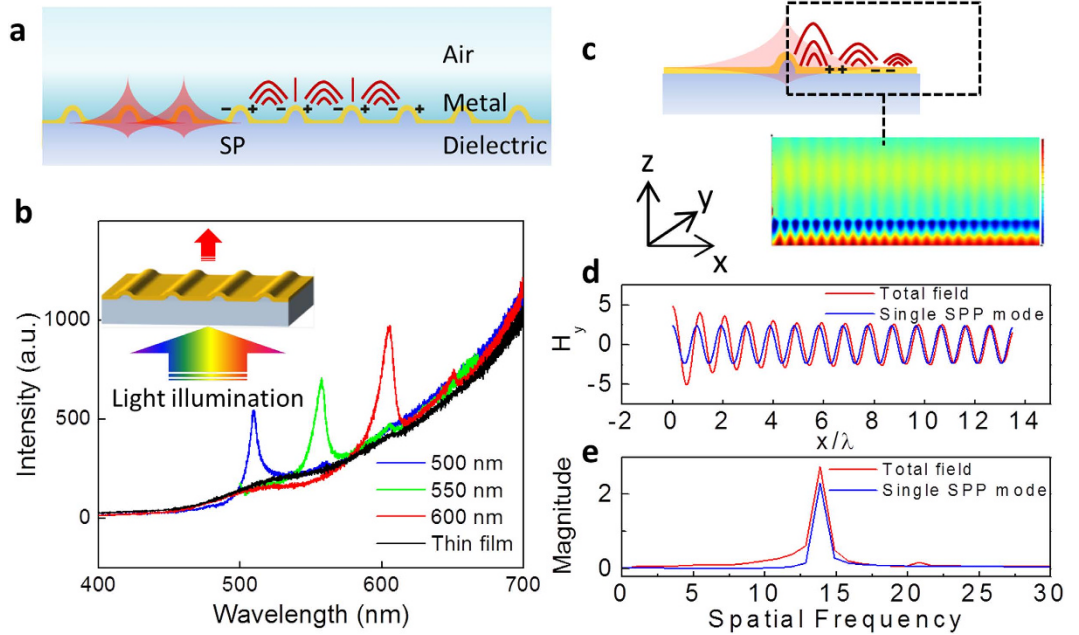 a
Air
Metal
SP
Dielectric
− + − + − + − +
b
Intensity (a.u.)
1000
500
0
Light illumination
500 nm
550 nm
600 nm
Thin film
400 500 600 700
Wavelength (nm)
c
++ − −
z
y
x
d
Total field
Single SPP mode
H_y
5
0
-5
-2 0 2 4 6 8 10 12 14
x/λ
e
Total field
Single SPP mode
Magnitude
2
0
0 5 10 15 20 25 30
Spatial Frequency